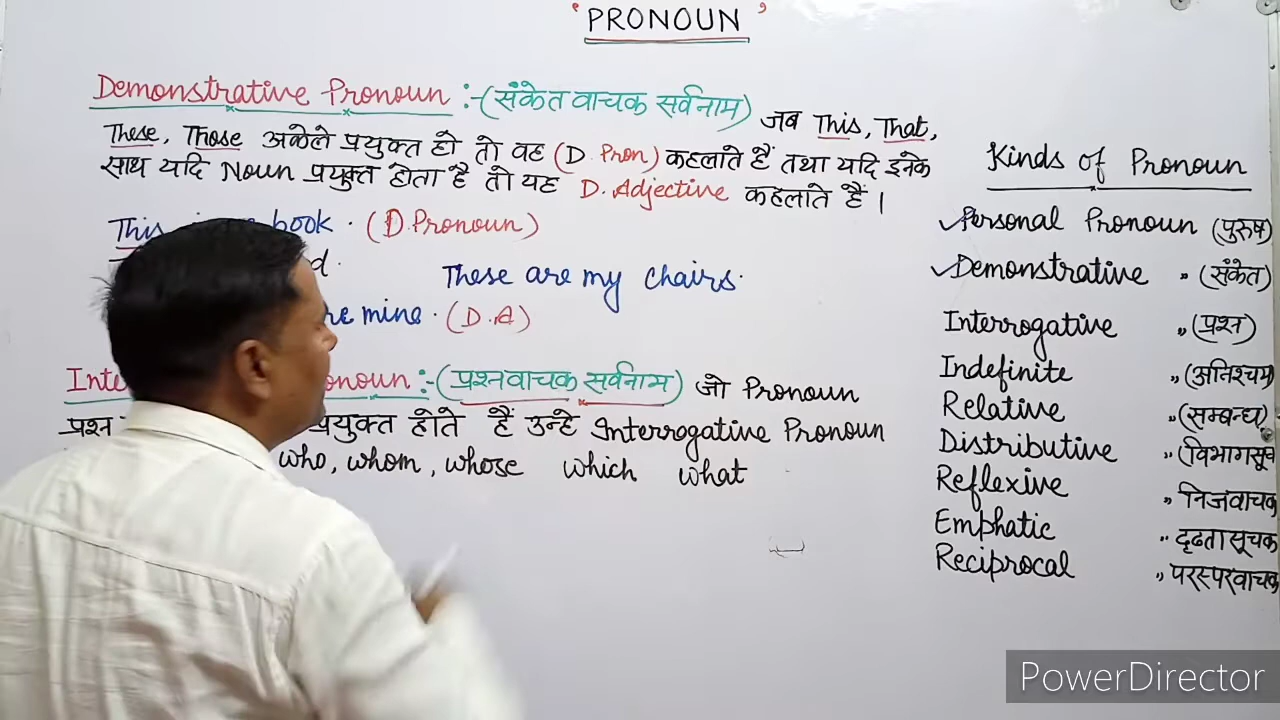 'PRONOUN'
Demonstrative Pronoun :-(संकेत वाचक सर्वनाम) जब This, That,
These, Those अकेले प्रयुक्त हो तो वह (D. Pron) कहलाते हैं तथा यदि इनके
साथ यदि Noun प्रयुक्त होता है तो यह D. Adjective कहलाते हैं।
This book. (D. Pronoun)
These are my chairs.
mine. (D.A)
:-(प्रश्नवाचक सर्वनाम) जो Pronoun
प्रश्न प्रयुक्त होते हैं उन्हे Interrogative Pronoun
who, whom, whose which what
Kinds of Pronoun
Personal Pronoun (पुरुष)
Demonstrative " (संकेत)
Interrogative " (प्रश्न)
Indefinite " (अनिश्चय)
Relative " (सम्बन्ध)
Distributive " (विभागसूच
Reflexive " निजवाचक
Emphatic " दृढतासूचक
Reciprocal " परस्परवाचक
PowerDirector